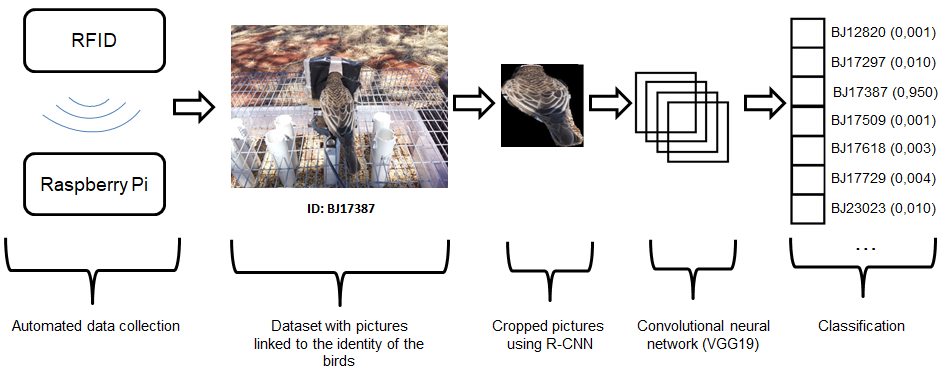 RFID
Raspberry Pi
ID: BJ17387
BJ12820 (0,001)
BJ17297 (0,010)
BJ17387 (0,950)
BJ17509 (0,001)
BJ17618 (0,003)
BJ17729 (0,004)
BJ23023 (0,010)
...
Automated data collection
Dataset with pictures
linked to the identity of the
birds
Cropped pictures
using R-CNN
Convolutional neural
network (VGG19)
Classification